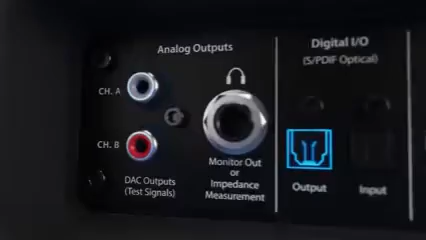 Analog Outputs
CH. A
CH. B
DAC Outputs
(Test Signals)
Monitor Out
or
Impedance
Measurement
Digital I/O
(S/PDIF Optical)
Output
Input